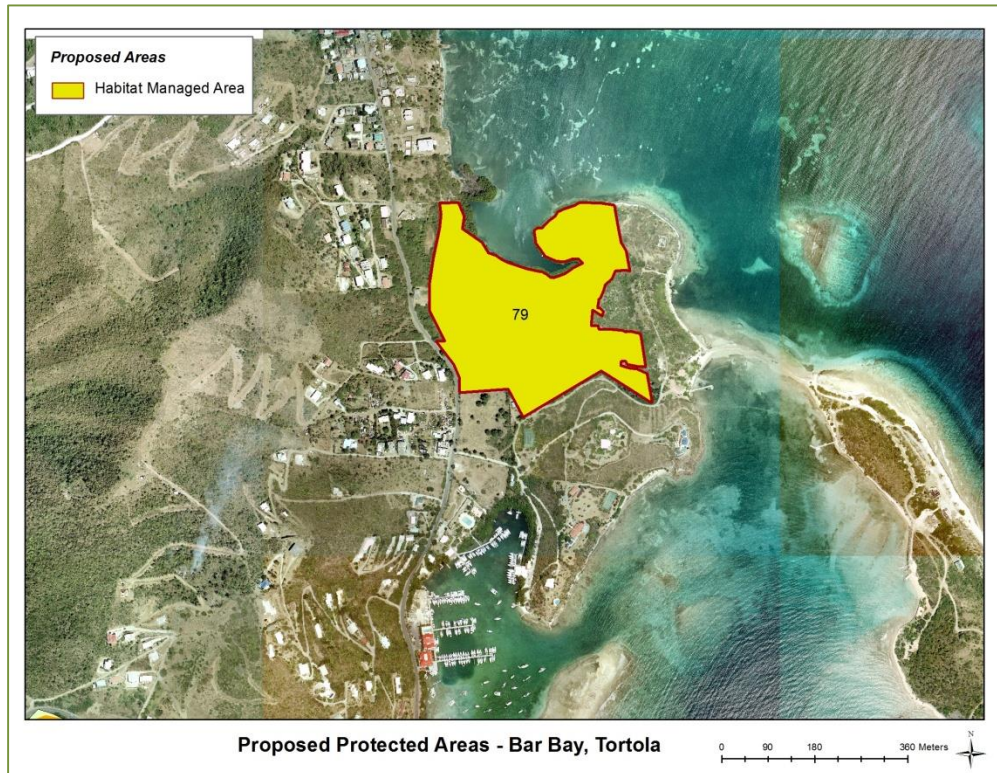 Proposed Areas
Habitat Managed Area
79
Proposed Protected Areas - Bar Bay, Tortola
0 90 180 360 Meters
N